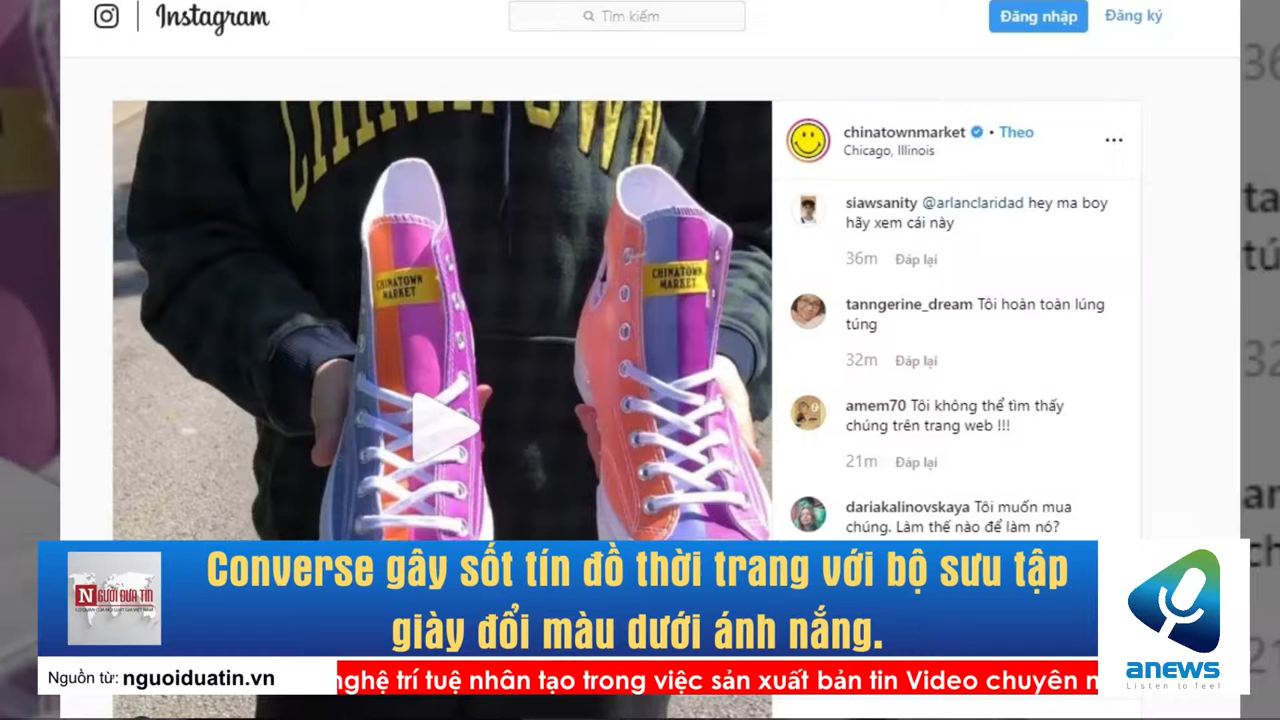 Instagram
Tìm kiếm
Đăng nhập
Đăng ký
CHINATOWN
chinatownmarket • Theo
Chicago, Illinois
siawsanity @arlanclaridad hey ma boy
hãy xem cái này
36m Đáp lại
tanngerine_dream Tôi hoàn toàn lúng
túng
32m Đáp lại
amem70 Tôi không thể tìm thấy
chúng trên trang web !!!
21m Đáp lại
dariakalinovskaya Tôi muốn mua
chúng. Làm thế nào để làm nó?
CHINATOWN
MARKET
CHINATOWN
MARKET
NGƯỜI ĐƯA TIN
Converse gây sốt tín đồ thời trang với bộ sưu tập
giày đổi màu dưới ánh nắng.
Nguồn từ: nguoiduatin.vn
nghệ trí tuệ nhân tạo trong việc sản xuất bản tin Video chuyên n
anews
Listen to feel